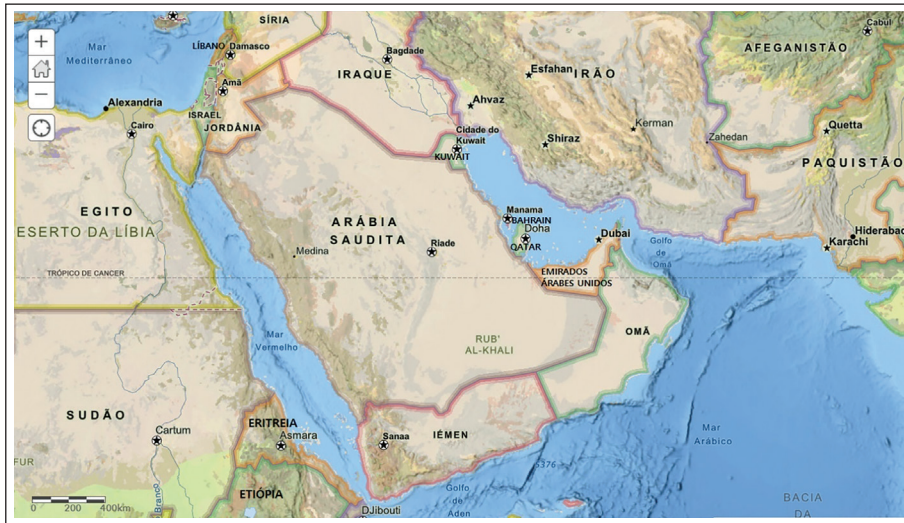 SÍRIA
Cabul
Mar
Mediterrâneo
LÍBANO
Damasco
Bagdade
AFEGANISTÃO
IRAQUE
Esfahan
IRÃO
Amã
Alexandria
Ahvaz
ISRAEL
JORDÂNIA
Cairo
Cidade do
Kuwait
KUWAIT
Shiraz
Kerman
Zahedan
Quetta
PAQUISTÃO
EGITO
ESERTO DA LÍBIA
ARÁBIA
SAUDITA
Manama
BAHRAIN
Doha
QATAR
Dubai
Hiderabad
Karachi
Medina
Riade
Golfo
de
Omã
TRÓPICO DE CANCER
EMIRADOS
ÁRABES UNIDOS
Mar
Vermelho
RUB'
AL-KHALI
OMÃ
SUDÃO
Cartum
ERITREIA
Asmara
Sanaa
IÉMEN
Mar
Arábico
FUR
Branco
ETIÓPIA
5376
Golfo
de
Aden
BACIA
DA
0 200 400km
DJibouti